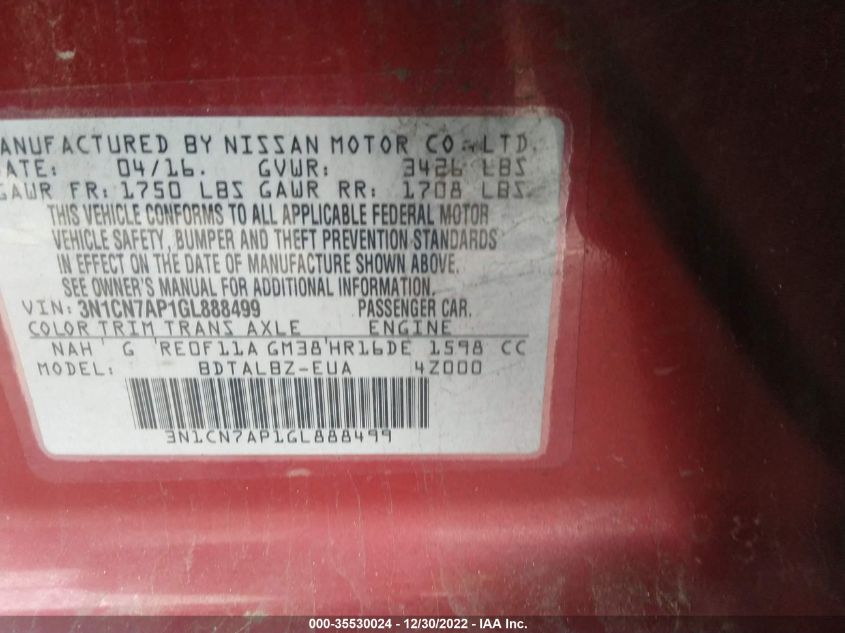 ANUFACTURED BY NISSAN MOTOR CO., LTD.
ATE: 04/16. GVWR: 3426 LBS
GAWR FR: 1750 LBS GAWR RR: 1708 LBS.
THIS VEHICLE CONFORMS TO ALL APPLICABLE FEDERAL MOTOR
VEHICLE SAFETY, BUMPER AND THEFT PREVENTION STANDARDS
IN EFFECT ON THE DATE OF MANUFACTURE SHOWN ABOVE.
SEE OWNER'S MANUAL FOR ADDITIONAL INFORMATION.
VIN: 3N1CN7AP1GL888499 PASSENGER CAR.
COLOR TRIM TRANS AXLE ENGINE
NAH G RE0F11A GM38 HR16DE 1598 CC
MODEL: BDTALBZ-EUA 4Z000
3N1CN7AP1GL888499
000-35530024 - 12/30/2022 - IAA Inc.